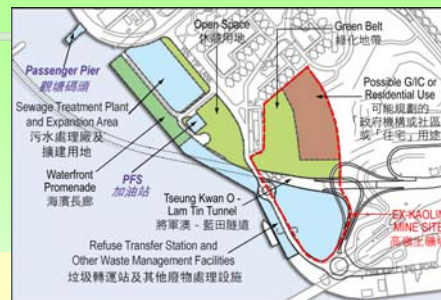 Open Space
休憩用地
Green Belt
綠化地帶
Passenger Pier
觀塘碼頭
Possible G/IC or
Residential Use
可能規劃的
政府機構或社區
或「住宅」用途
Sewage Treatment Plant
and Expansion Area
污水處理廠及
擴建用地
PFS
加油站
Waterfront
Promenade
海濱長廊
Tseung Kwan O -
Lam Tin Tunnel
將軍澳 - 藍田隧道
EX-KAOLIN
MINE SITE
高嶺土礦場
Refuse Transfer Station and
Other Waste Management Facilities
垃圾轉運站及其他廢物處理設施